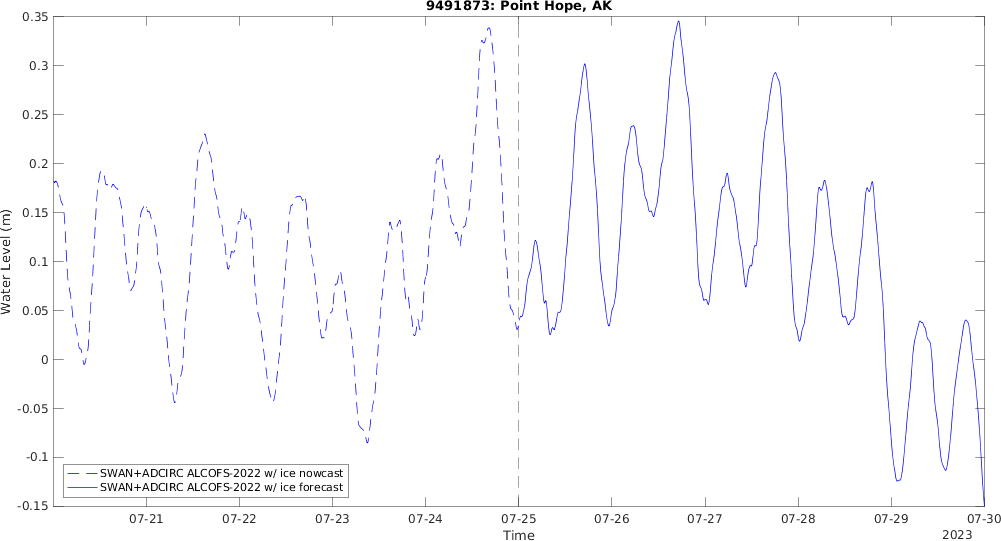 9491873: Point Hope, AK
0.35
0.3
0.25
0.2
0.15
0.1
0.05
0
-0.05
-0.1
-0.15
Water Level (m)
SWAN+ADCIRC ALCOFS-2022 w/ ice nowcast
SWAN+ADCIRC ALCOFS-2022 w/ ice forecast
07-21 07-22 07-23 07-24 07-25 07-26 07-27 07-28 07-29 07-30
Time
2023